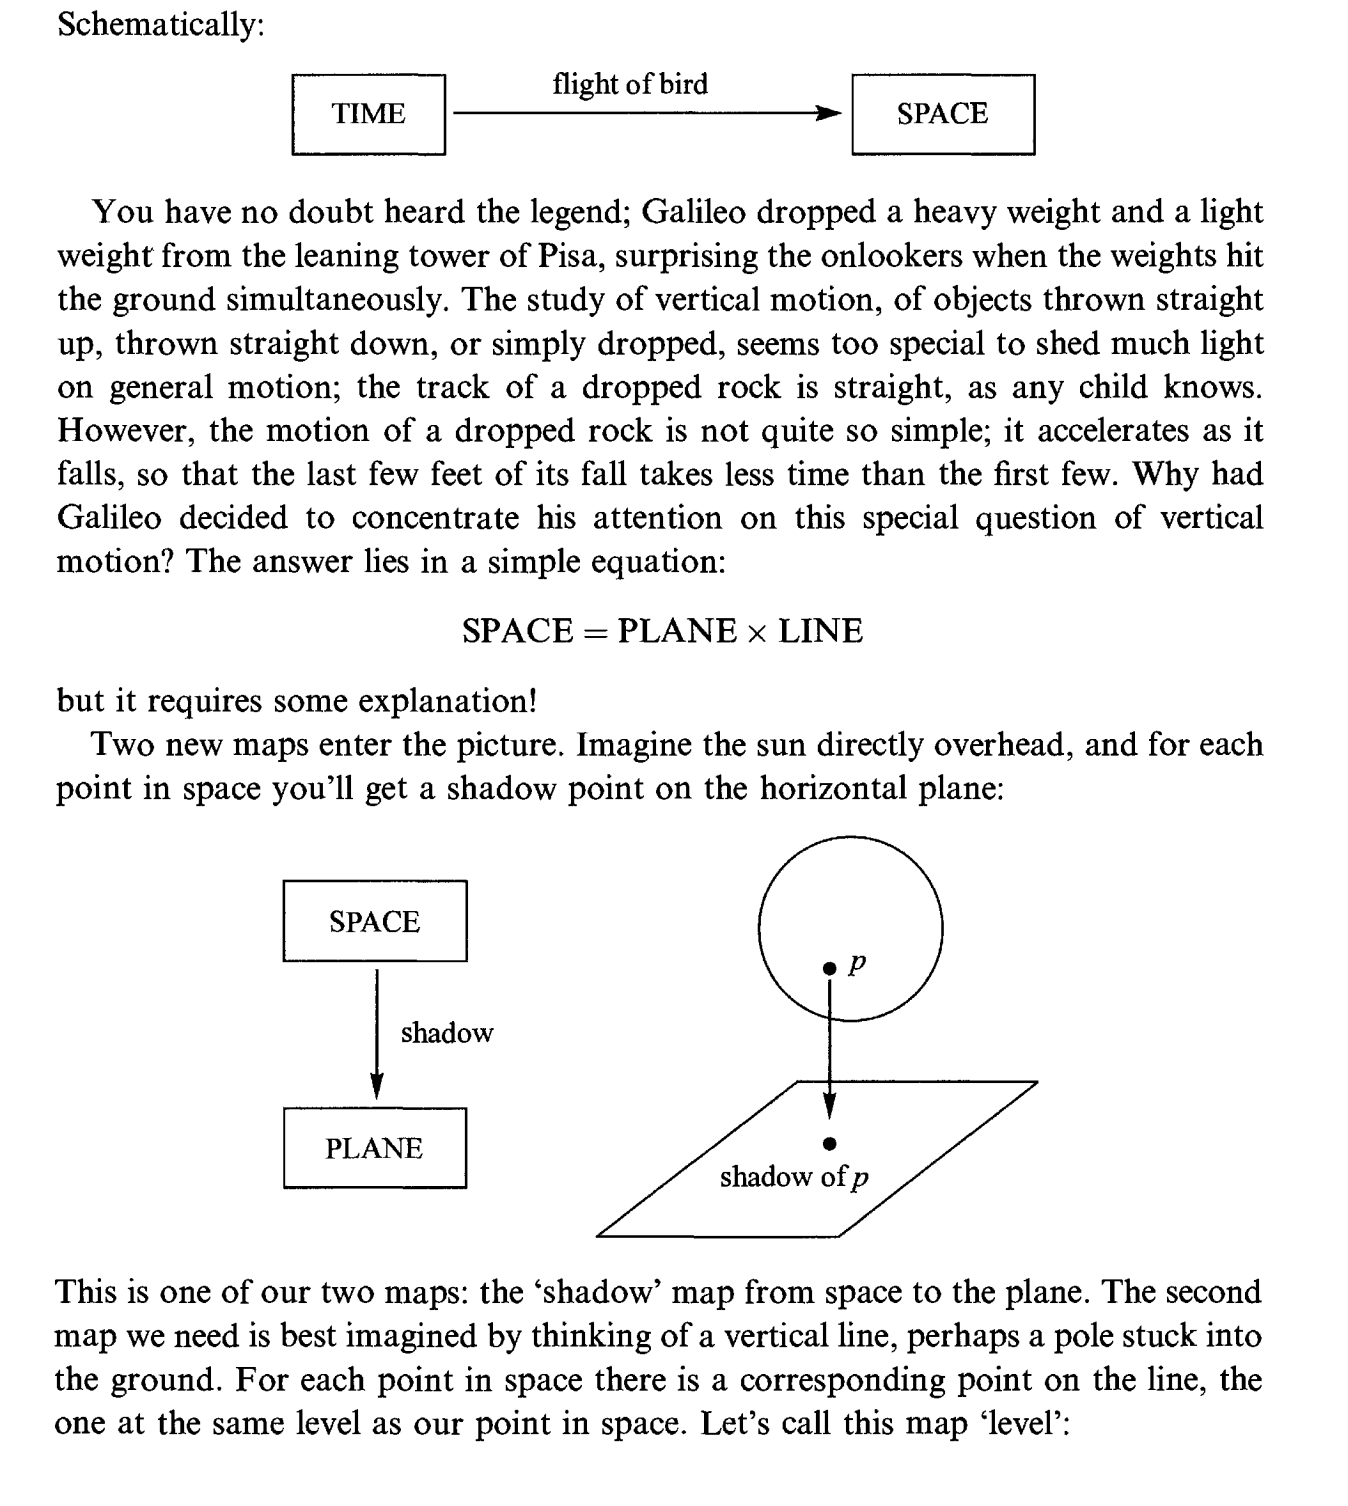 Schematically:
flight of bird
TIME
SPACE
You have no doubt heard the legend; Galileo dropped a heavy weight and a light
weight from the leaning tower of Pisa, surprising the onlookers when the weights hit
the ground simultaneously. The study of vertical motion, of objects thrown straight
up, thrown straight down, or simply dropped, seems too special to shed much light
on general motion; the track of a dropped rock is straight, as any child knows.
However, the motion of a dropped rock is not quite so simple; it accelerates as it
falls, so that the last few feet of its fall takes less time than the first few. Why had
Galileo decided to concentrate his attention on this special question of vertical
motion? The answer lies in a simple equation:
SPACE = PLANE × LINE
but it requires some explanation!
Two new maps enter the picture. Imagine the sun directly overhead, and for each
point in space you'll get a shadow point on the horizontal plane:
SPACE
shadow
PLANE
p
shadow of p
This is one of our two maps: the ‘shadow’ map from space to the plane. The second
map we need is best imagined by thinking of a vertical line, perhaps a pole stuck into
the ground. For each point in space there is a corresponding point on the line, the
one at the same level as our point in space. Let's call this map ‘level’: